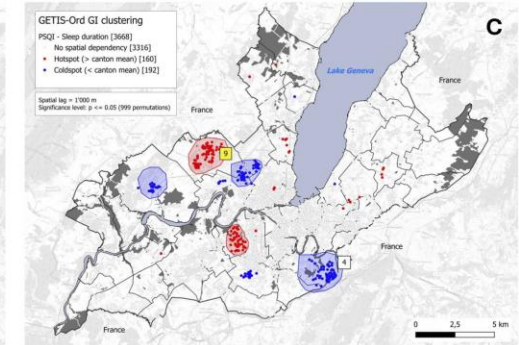 GETIS-Ord GI clustering
PSQI - Sleep duration [3668]
No spatial dependency [3316]
Hotspot (> canton mean) [160]
Coldspot (< canton mean) [192]
Spatial lag = 1'000 m
Significance level: p <= 0.05 (999 permutations)
C
Lake Geneva
France
France
9
France
4
France
0 2,5 5 km